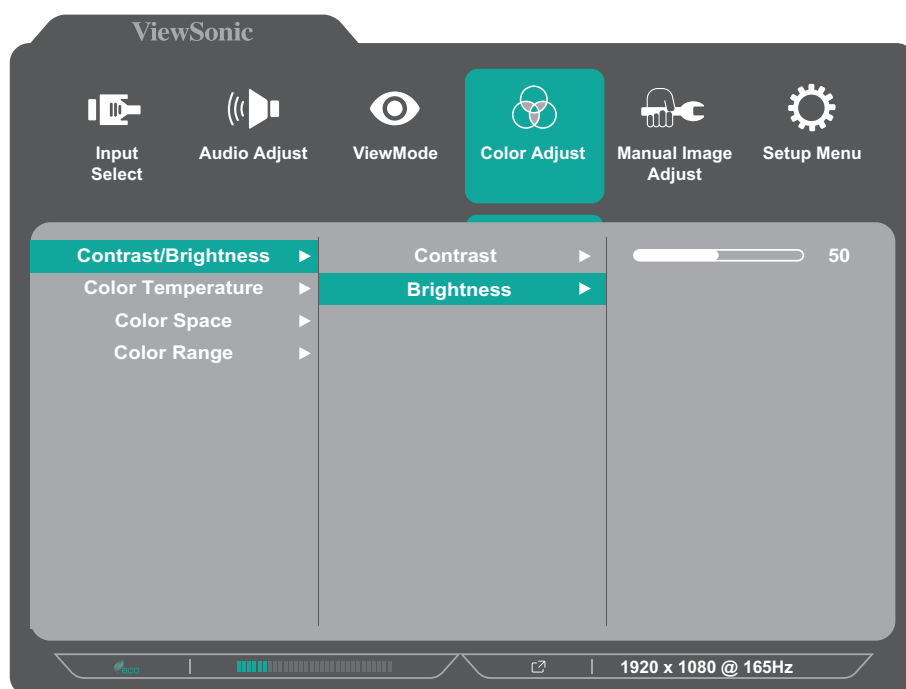 ViewSonic
Input
Select
Audio Adjust
ViewMode
Color Adjust
Manual Image
Adjust
Setup Menu
Contrast/Brightness
Color Temperature
Color Space
Color Range
Contrast
Brightness
50
eco
1920 x 1080 @ 165Hz